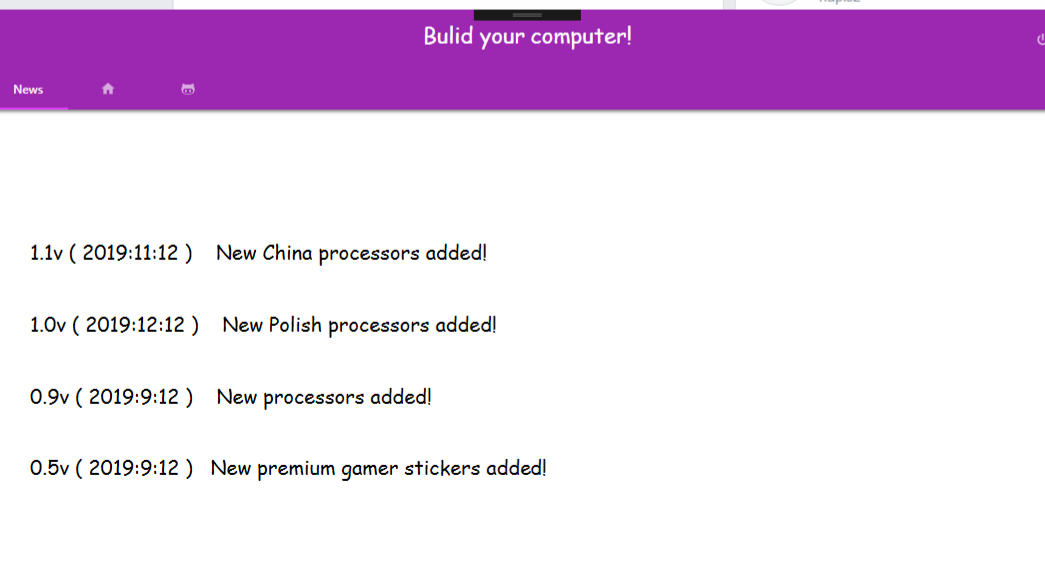 Bulid your computer!
News
1.1v ( 2019:11:12 ) New China processors added!
1.0v ( 2019:12:12 ) New Polish processors added!
0.9v ( 2019:9:12 ) New processors added!
0.5v ( 2019:9:12 ) New premium gamer stickers added!